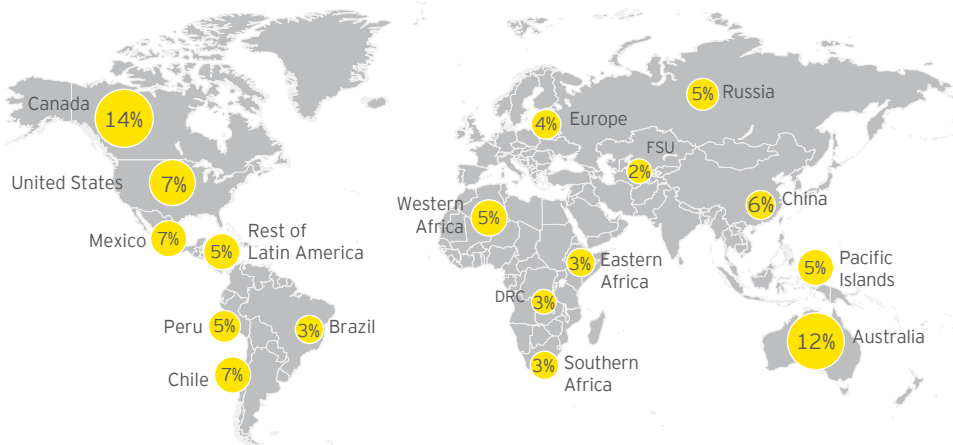 Canada
14%
United States
7%
Mexico
7%
Rest of
Latin America
5%
Peru
5%
Brazil
3%
Chile
7%
Russia
5%
Europe
4%
FSU
2%
China
6%
Western
Africa
5%
Eastern
Africa
3%
DRC
3%
Southern
Africa
3%
Pacific
Islands
5%
Australia
12%